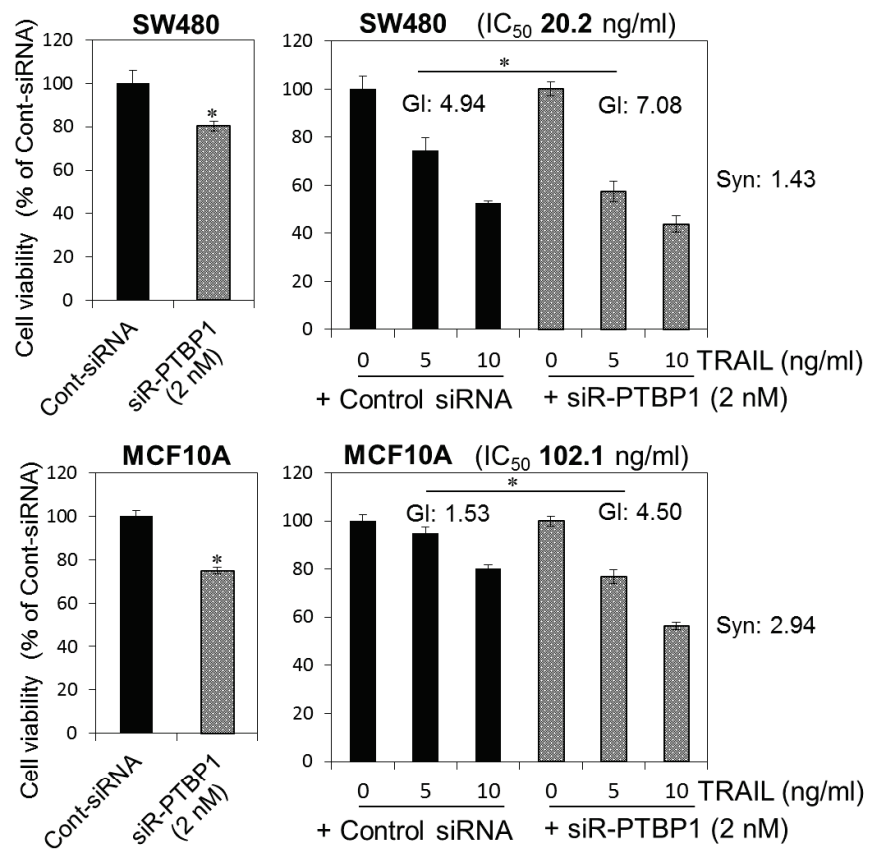 SW480
Cell viability (% of Cont-siRNA)
120
100
80
60
40
20
0
*
Cont-siRNA
siR-PTBP1
(2 nM)
SW480 (IC50 20.2 ng/ml)
120
100
80
60
40
20
0
*
GI: 4.94
GI: 7.08
Syn: 1.43
0 5 10 0 5 10 TRAIL (ng/ml)
+ Control siRNA + siR-PTBP1 (2 nM)
MCF10A
Cell viability (% of Cont-siRNA)
120
100
80
60
40
20
0
*
Cont-siRNA
siR-PTBP1
(2 nM)
MCF10A (IC50 102.1 ng/ml)
120
100
80
60
40
20
0
*
GI: 1.53
GI: 4.50
Syn: 2.94
0 5 10 0 5 10 TRAIL (ng/ml)
+ Control siRNA + siR-PTBP1 (2 nM)